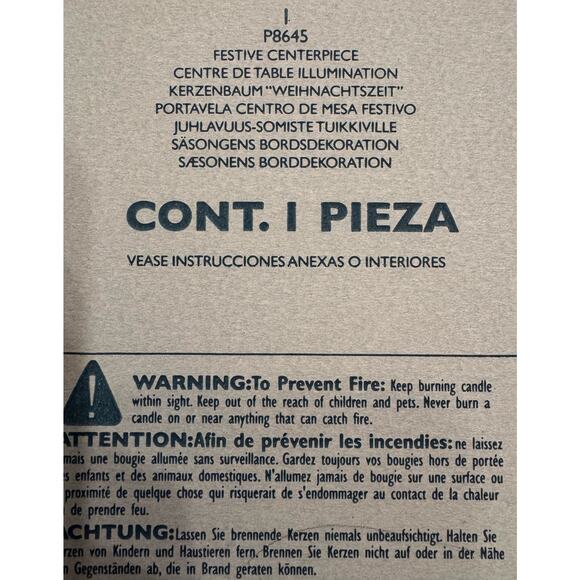 1
P8645
FESTIVE CENTERPIECE
CENTRE DE TABLE ILLUMINATION
KERZENBAUM "WEIHNACHTSZEIT"
PORTAVELA CENTRO DE MESA FESTIVO
JUHLAVUUS-SOMISTE TUIKKIVILLE
SÄSONGENS BORDSDEKORATION
SÆSONENS BORDDEKORATION
CONT. 1 PIEZA
VEASE INSTRUCCIONES ANEXAS O INTERIORES
WARNING:To Prevent Fire: Keep burning candle
within sight. Keep out of the reach of children and pets. Never burn a
candle on or near anything that can catch fire.
ATTENTION:Afin de prévenir les incendies: ne laissez
jamais une bougie allumée sans surveillance. Gardez toujours vos bougies hors de portée
enfants et des animaux domestiques. N'allumez jamais de bougie sur une surface ou
proximité de quelque chose qui risquerait de s'endommager au contact de la chaleur
de prendre feu.
ACHTUNG:Lassen Sie brennende Kerzen niemals unbeaufsichtigt. Halten Sie
erzen von Kindern und Haustieren fern. Brennen Sie Kerzen nicht auf oder in der Nähe
n Gegenständen ab, die in Brand geraten können.